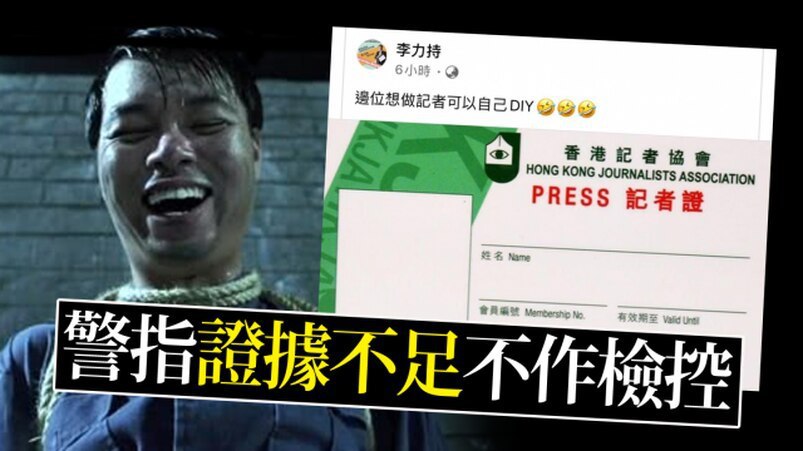 李力持
6小時
邊位想做記者可以自己DIY🤣🤣🤣
香港記者協會
HONG KONG JOURNALISTS ASSOCIATION
PRESS 記者證
姓名 Name
會員編號 Membership No.
有效期至 Valid Until
警指證據不足不作檢控